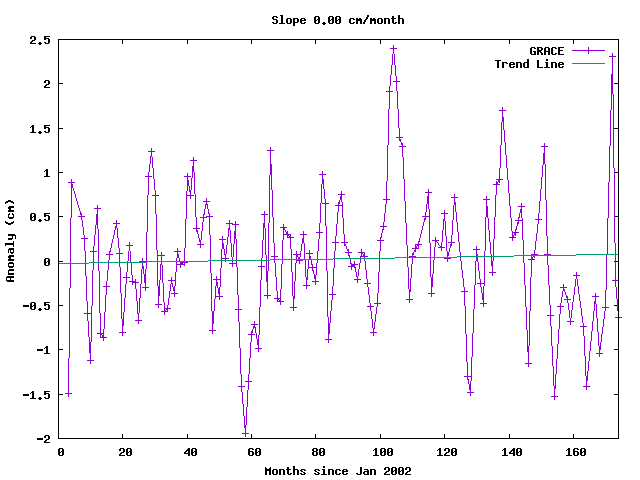 Slope 0.00 cm/month
GRACE
Trend Line
2.5
2
1.5
1
0.5
0
-0.5
-1
-1.5
-2
Anomaly (cm)
0 20 40 60 80 100 120 140 160
Months since Jan 2002